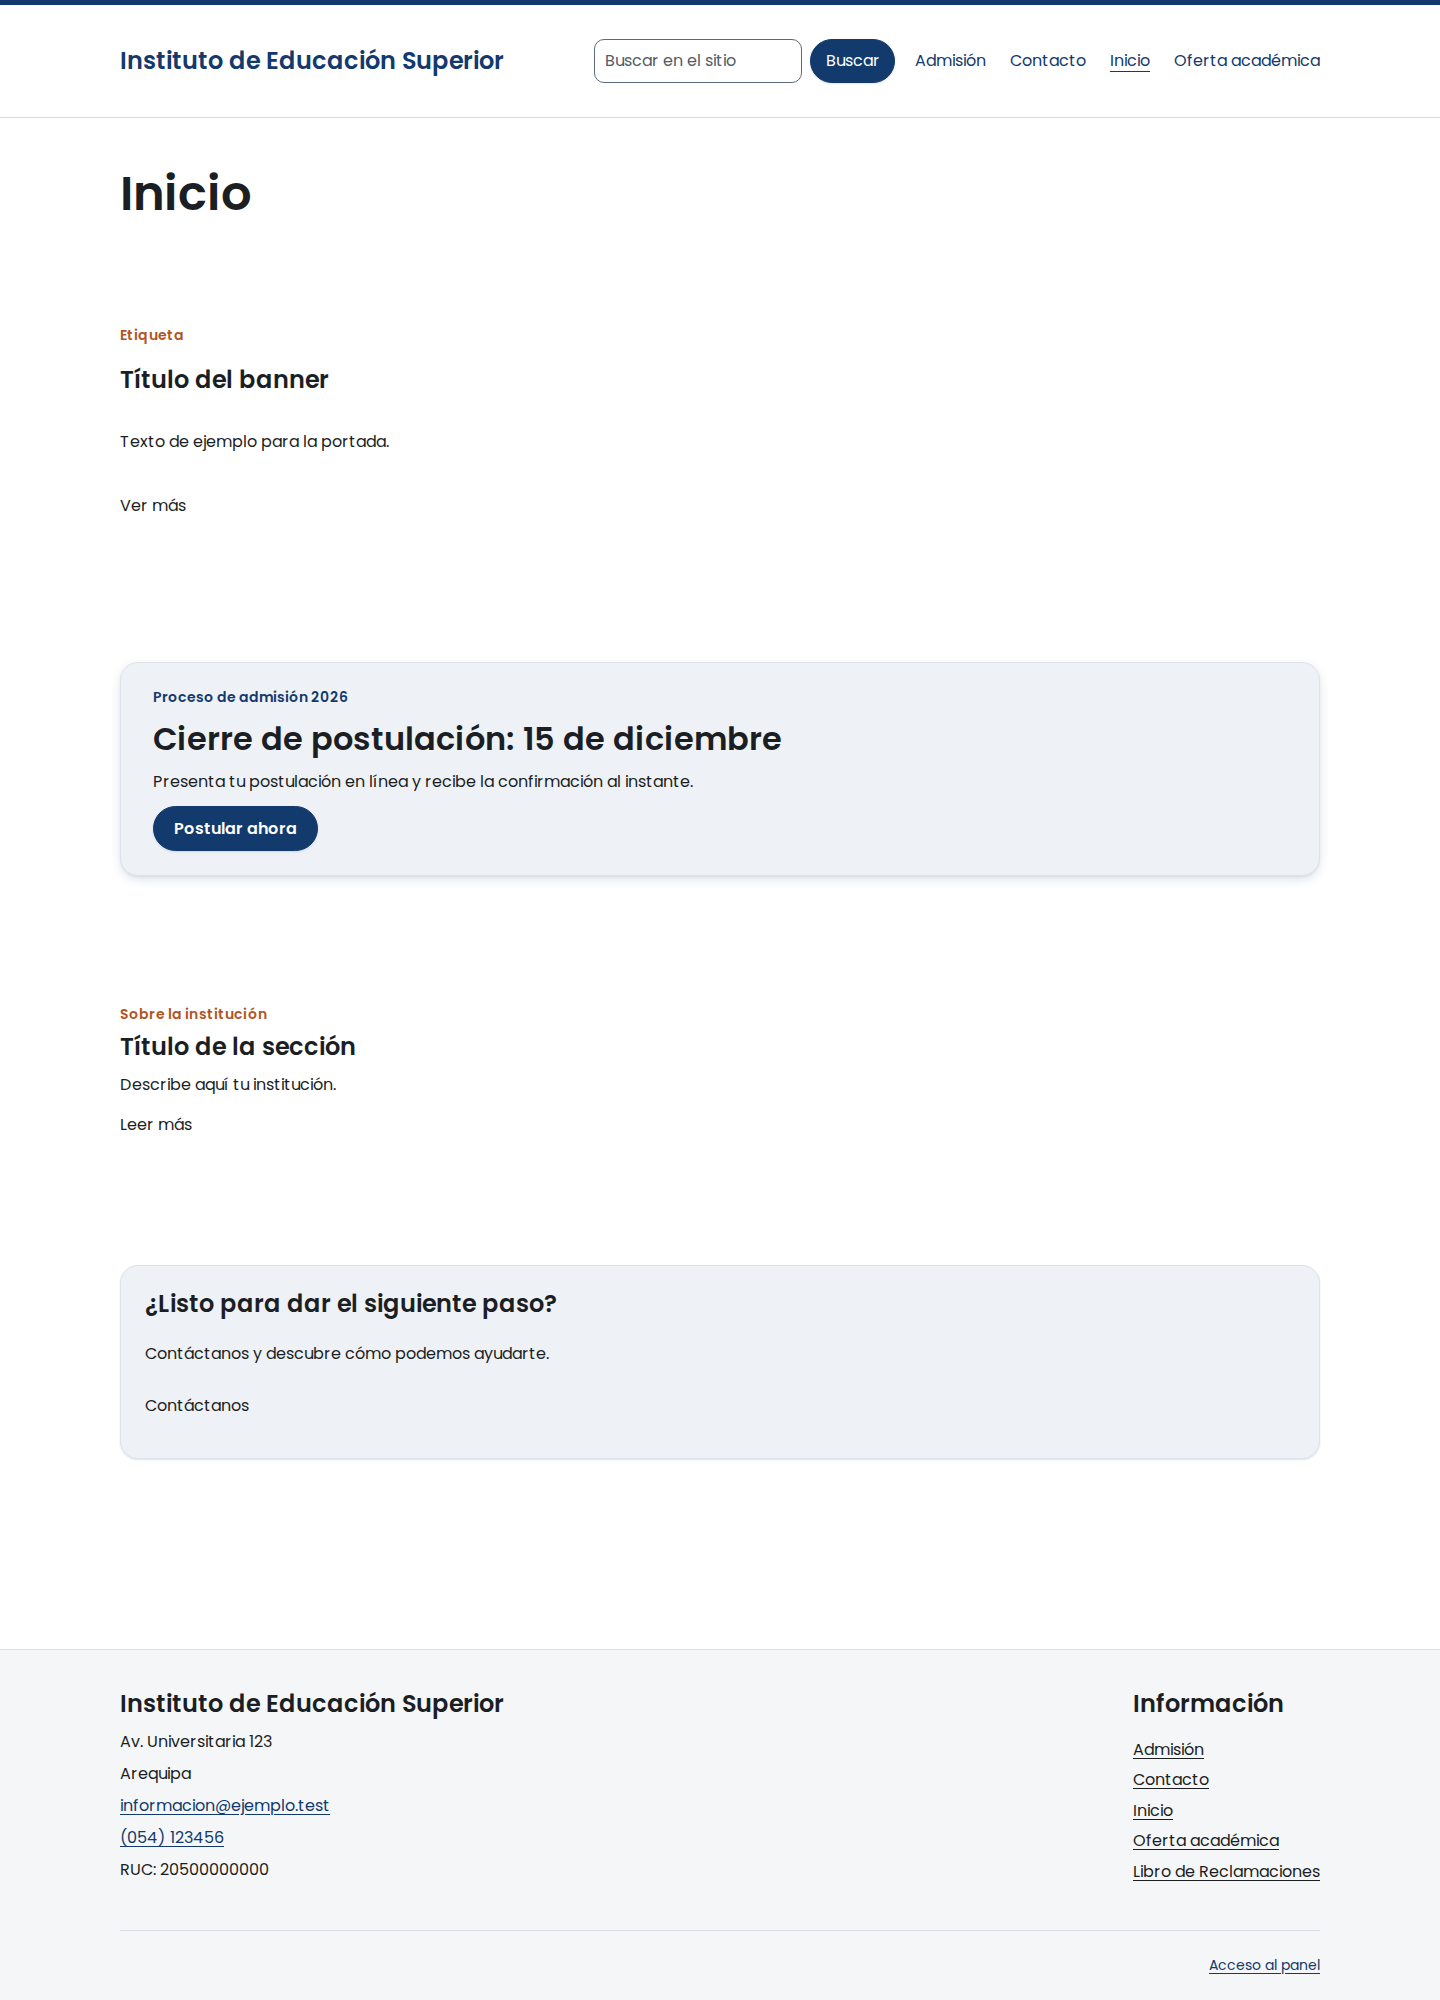 Instituto de Educación Superior
Buscar en el sitio
Buscar
Admisión
Contacto
Inicio
Oferta académica
Inicio
Etiqueta
Título del banner
Texto de ejemplo para la portada.
Ver más
Proceso de admisión 2026
Cierre de postulación: 15 de diciembre
Presenta tu postulación en línea y recibe la confirmación al instante.
Postular ahora
Sobre la institución
Título de la sección
Describe aquí tu institución.
Leer más
¿Listo para dar el siguiente paso?
Contáctanos y descubre cómo podemos ayudarte.
Contáctanos
Instituto de Educación Superior
Av. Universitaria 123
Arequipa
informacion@ejemplo.test
(054) 123456
RUC: 20500000000
Información
Admisión
Contacto
Inicio
Oferta académica
Libro de Reclamaciones
Acceso al panel